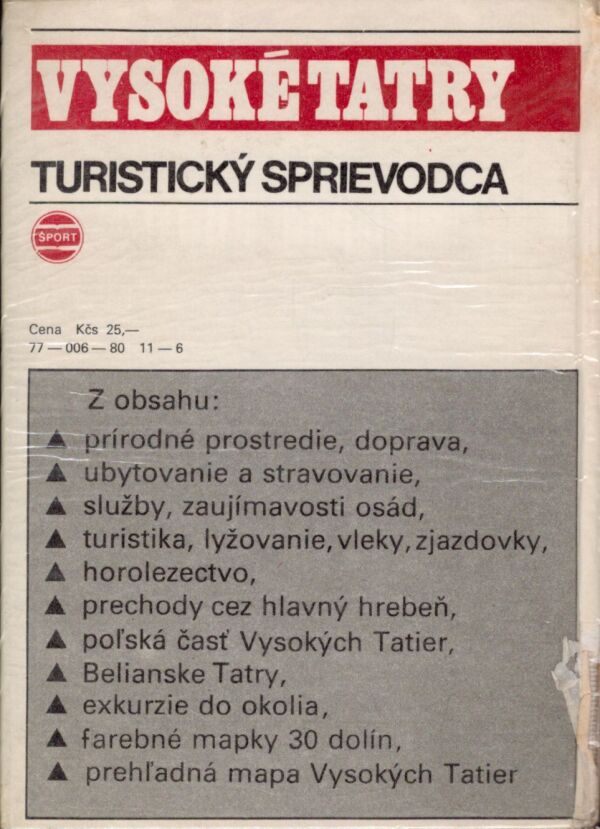 VYSOKÉ TATRY
TURISTICKÝ SPRIEVODCA
ŠPORT
Cena Kčs 25,—
77 — 006 — 80 11 — 6
Z obsahu:
▲ prírodné prostredie, doprava,
▲ ubytovanie a stravovanie,
▲ služby, zaujímavosti osád,
▲ turistika, lyžovanie, vleky, zjazdovky,
▲ horolezectvo,
▲ prechody cez hlavný hrebeň,
▲ poľská časť Vysokých Tatier,
▲ Belianske Tatry,
▲ exkurzie do okolia,
▲ farebné mapky 30 dolín,
▲ prehľadná mapa Vysokých Tatier